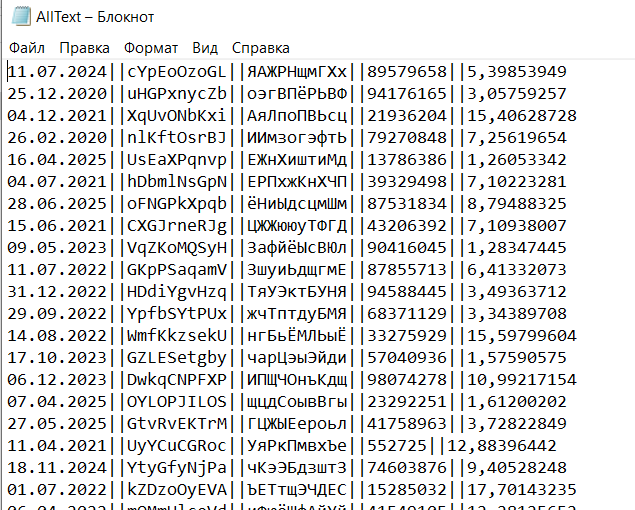 AllText – Блокнот
Файл Правка Формат Вид Справка
11.07.2024||cYpEoOzoGL||ЯАЖРНщмГХх||89579658||5,39853949
25.12.2020||uHGPxnycZb||оэгВПёРЬВФ||94176165||3,05759257
04.12.2021||XqUvONbKxi||АяЛпоПВЬсц||21936204||15,40628728
26.02.2020||nlKftOsrBJ||ИИмзогэфтЬ||79270848||7,25619654
16.04.2025||UsEaXPqnvp||ЕЖнХиштиМд||13786386||1,26053342
04.07.2021||hDbmlNsGpN||ЕРПхжКнХЧП||39329498||7,10223281
28.06.2025||oFNGPkXpqb||ёНиЫдсцмШм||87531834||8,79488325
15.06.2021||CXGJrneRJg||ЦЖЖююуТФГД||43206392||7,10938007
09.05.2023||VqZKoMQSyH||ЗафйёЫсВЮл||90416045||1,28347445
11.07.2022||GKpPSaqamV||ЗшуиЬдщгмЕ||87855713||6,41332073
31.12.2022||HDdiYgvHzq||ТяУЭктБУНЯ||94588445||3,49363712
29.09.2022||YpfbSYtPUx||жчТптдуБМЯ||68371129||3,34389708
14.08.2022||WmfKkzsekU||нгБьЁМЛЬыЁ||33275929||15,59799604
17.10.2023||GZLESetgby||чарЦэыЭйди||57040936||1,57590575
06.12.2023||DwkqCNPFXP||ИПЩЧОнъКдщ||98074278||10,99217154
07.04.2025||OYLOPJILOS||щцдСоывВгы||23292251||1,61200202
27.05.2025||GtvRvEKTrM||ГЦЖЫЕероьл||41758963||3,72822849
11.04.2021||UyYCuCGRoc||УяРкПмвхЪе||552725||12,88396442
18.11.2024||YtyGfyNjPa||чКэЭБдзштЗ||74603876||9,40528248
01.07.2022||kZDzoOyEVA||ЪЕТтщЭЧДЕС||15285032||17,70143235